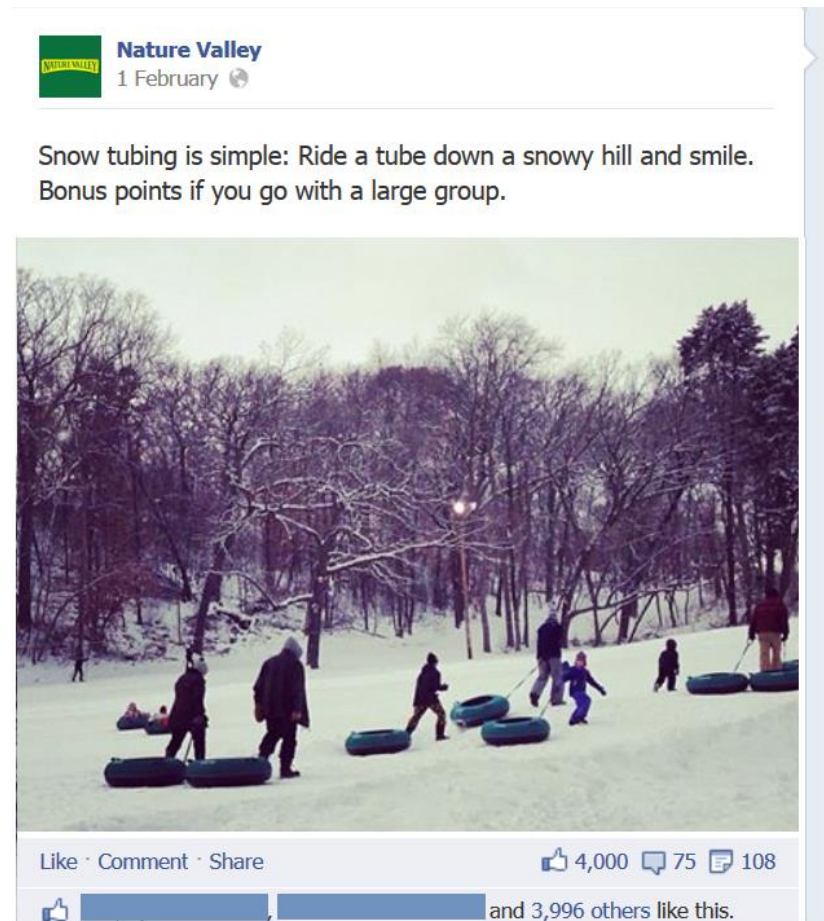 NATURE VALLEY
Nature Valley
1 February
Snow tubing is simple: Ride a tube down a snowy hill and smile.
Bonus points if you go with a large group.
Like · Comment · Share 4,000 75 108
, and 3,996 others like this.